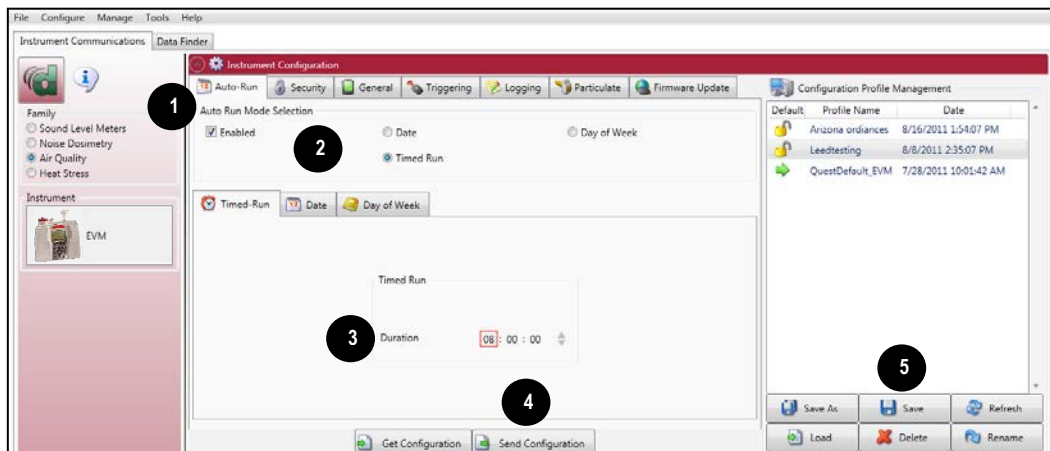 File Configure Manage Tools Help
Instrument Communications Data Finder
Instrument Configuration
Auto-Run Security General Triggering Logging Particulate Firmware Update
Configuration Profile Management
1
Family
Sound Level Meters
Noise Dosimetry
Air Quality
Heat Stress
Instrument
EVM
Auto Run Mode Selection
Enabled Date Day of Week
2
Timed Run
Timed-Run Date Day of Week
Timed Run
3 Duration 08 : 00 : 00
4
Get Configuration Send Configuration
Default Profile Name Date
Arizona ordiances 8/16/2011 1:54:07 PM
Leedtesting 8/8/2011 2:35:07 PM
QuestDefault_EVM 7/28/2011 10:01:42 AM
5
Save As Save Refresh
Load Delete Rename